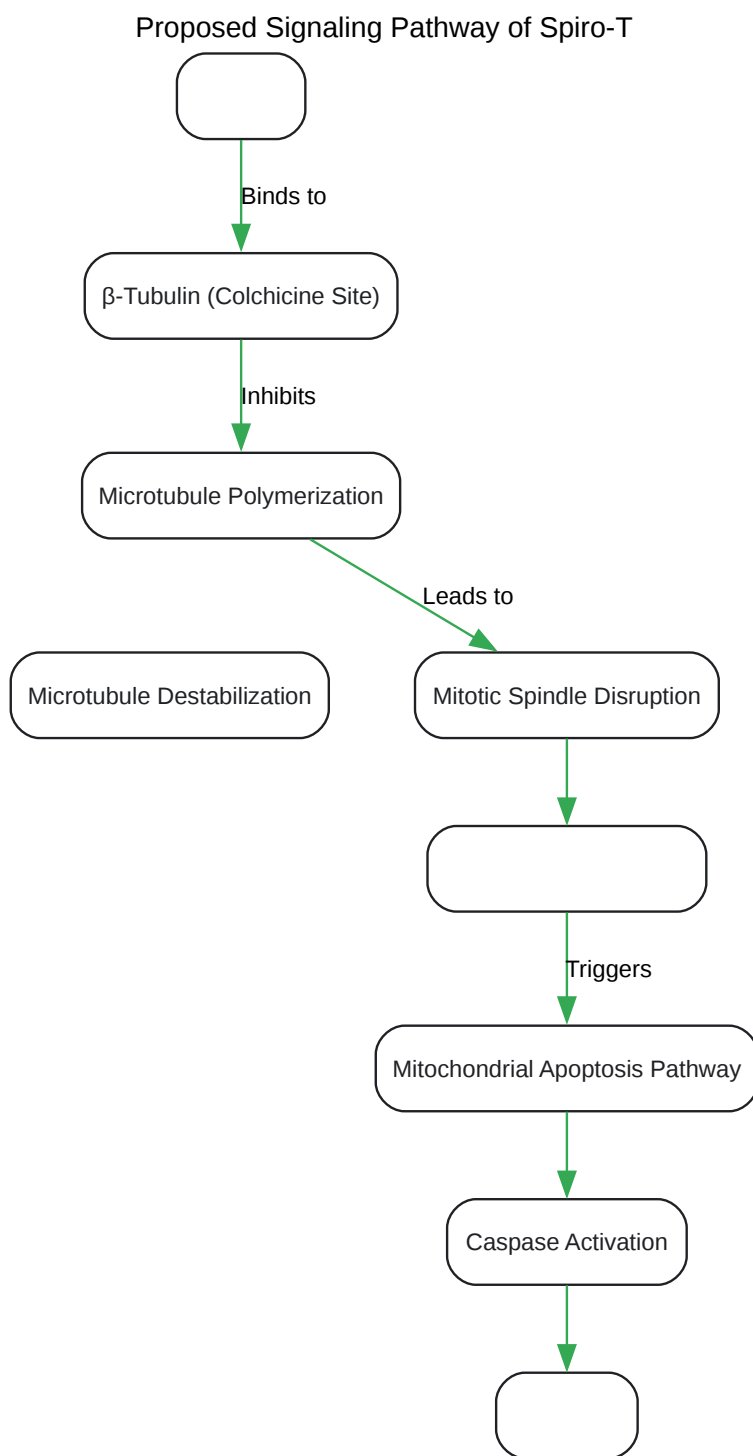 Proposed Signaling Pathway of Spiro-T
Binds to
β-Tubulin (Colchicine Site)
Inhibits
Microtubule Polymerization
Leads to
Microtubule Destabilization
Mitotic Spindle Disruption
Triggers
Mitochondrial Apoptosis Pathway
Caspase Activation